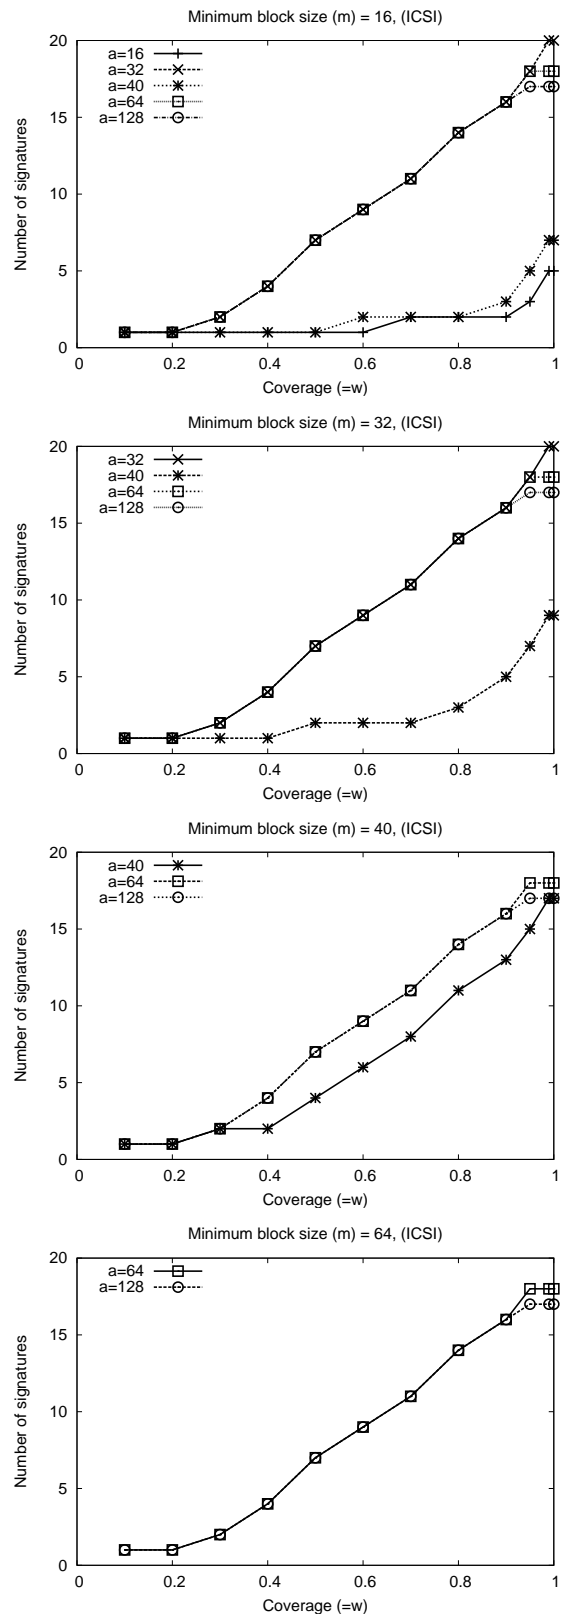 Minimum block size (m) = 16, (ICSI)
20
a=16
a=32
a=40
a=64
15
a=128
10
5
0
0 0.2 0.4 0.6 0.8 1
Number of signatures
Coverage (=w)
Minimum block size (m) = 32, (ICSI)
20
a=32
a=40
a=64
15
a=128
10
5
0
0 0.2 0.4 0.6 0.8 1
Number of signatures
Coverage (=w)
Minimum block size (m) = 40, (ICSI)
20
a=40
a=64
a=128
15
10
5
0
0 0.2 0.4 0.6 0.8 1
Number of signatures
Coverage (=w)
Minimum block size (m) = 64, (ICSI)
20
a=64
a=128
15
10
5
0
0 0.2 0.4 0.6 0.8 1
Number of signatures
Coverage (=w)